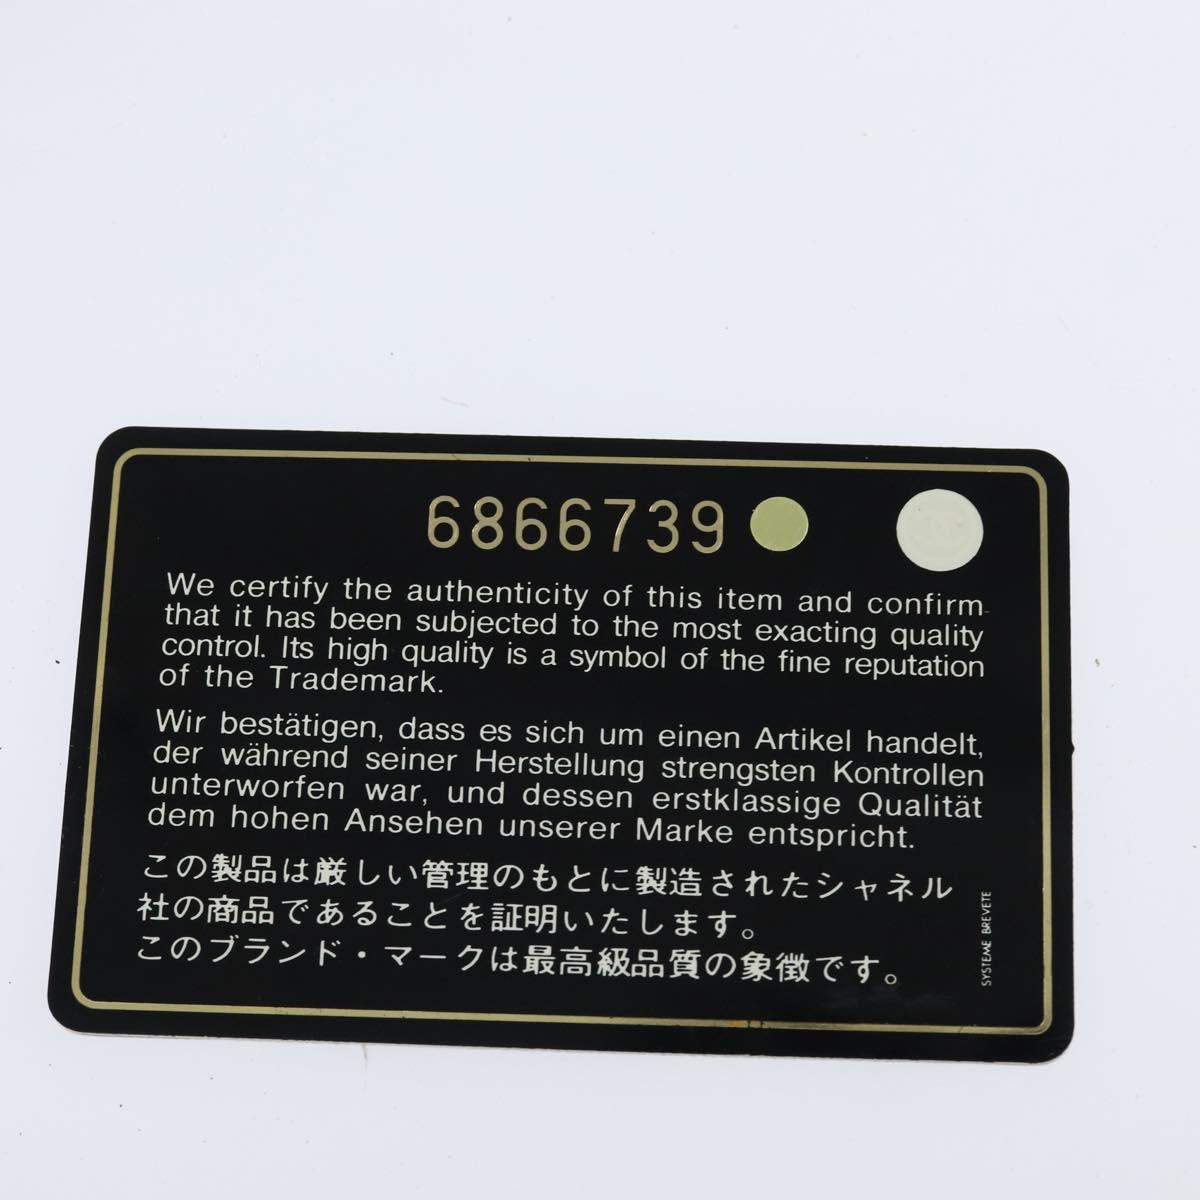 6866739
We certify the authenticity of this item and confirm
that it has been subjected to the most exacting quality
control. Its high quality is a symbol of the fine reputation
of the Trademark.
Wir bestätigen, dass es sich um einen Artikel handelt,
der während seiner Herstellung strengsten Kontrollen
unterworfen war, und dessen erstklassige Qualität
dem hohen Ansehen unserer Marke entspricht.
この製品は厳しい管理のもとに製造されたシャネル
社の商品であることを証明いたします。
このブランド・マークは最高級品質の象徴です。
SYSTEME BREVETE